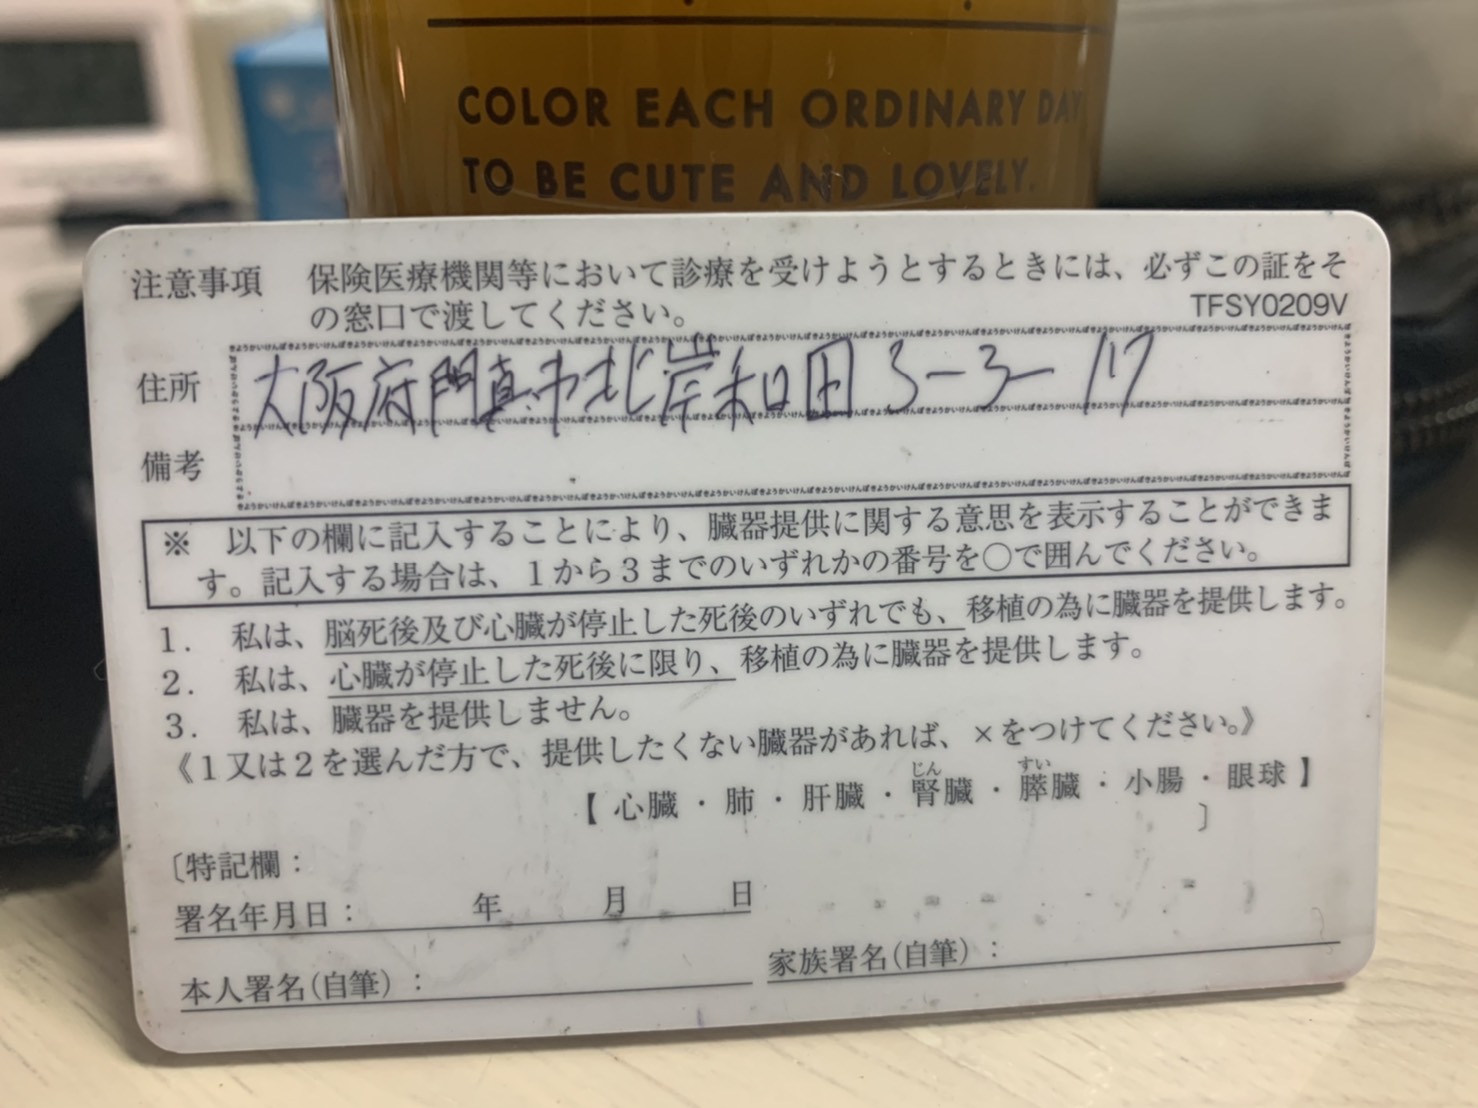 COLOR EACH ORDINARY DAY
TO BE CUTE AND LOVELY.
注意事項 保険医療機関等において診療を受けようとするときには、必ずこの証をそ
の窓口で渡してください。
TFSY0209V
住所 大阪府門真市北岸和田3-3-17
備考
※ 以下の欄に記入することにより、臓器提供に関する意思を表示することができま
す。記入する場合は、1から3までのいずれかの番号を○で囲んでください。
1. 私は、脳死後及び心臓が停止した死後のいずれでも、移植の為に臓器を提供します。
2. 私は、心臓が停止した死後に限り、移植の為に臓器を提供します。
3. 私は、臓器を提供しません。
《1又は2を選んだ方で、提供したくない臓器があれば、×をつけてください。》
じん すい
【 心臓 ・ 肺 ・ 肝臓 ・ 腎臓 ・ 膵臓 ・ 小腸 ・ 眼球 】
〔特記欄： 〕
署名年月日： 年 月 日
本人署名(自筆)： 家族署名(自筆)：